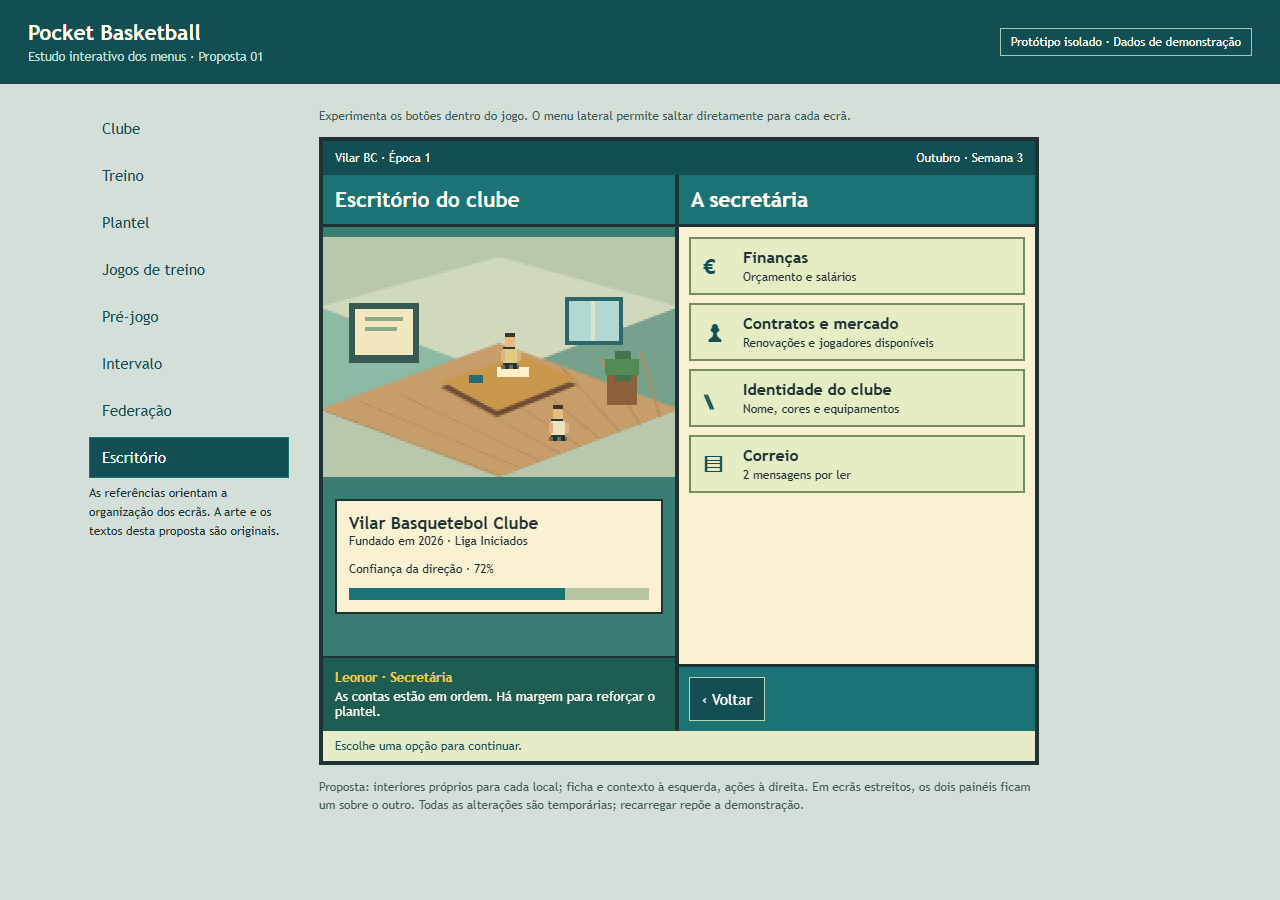 Pocket Basketball
Estudo interativo dos menus · Proposta 01
Protótipo isolado · Dados de demonstração
Clube
Treino
Plantel
Jogos de treino
Pré-jogo
Intervalo
Federação
Escritório
As referências orientam a
organização dos ecrãs. A arte e os
textos desta proposta são originais.
Experimenta os botões dentro do jogo. O menu lateral permite saltar diretamente para cada ecrã.
Vilar BC · Época 1
Outubro · Semana 3
Escritório do clube
Vilar Basquetebol Clube
Fundado em 2026 · Liga Iniciados
Confiança da direção · 72%
Leonor · Secretária
As contas estão em ordem. Há margem para reforçar o
plantel.
A secretária
€
Finanças
Orçamento e salários
Contratos e mercado
Renovações e jogadores disponíveis
Identidade do clube
Nome, cores e equipamentos
Correio
2 mensagens por ler
‹ Voltar
Escolhe uma opção para continuar.
Proposta: interiores próprios para cada local; ficha e contexto à esquerda, ações à direita. Em ecrãs estreitos, os dois painéis ficam
um sobre o outro. Todas as alterações são temporárias; recarregar repõe a demonstração.